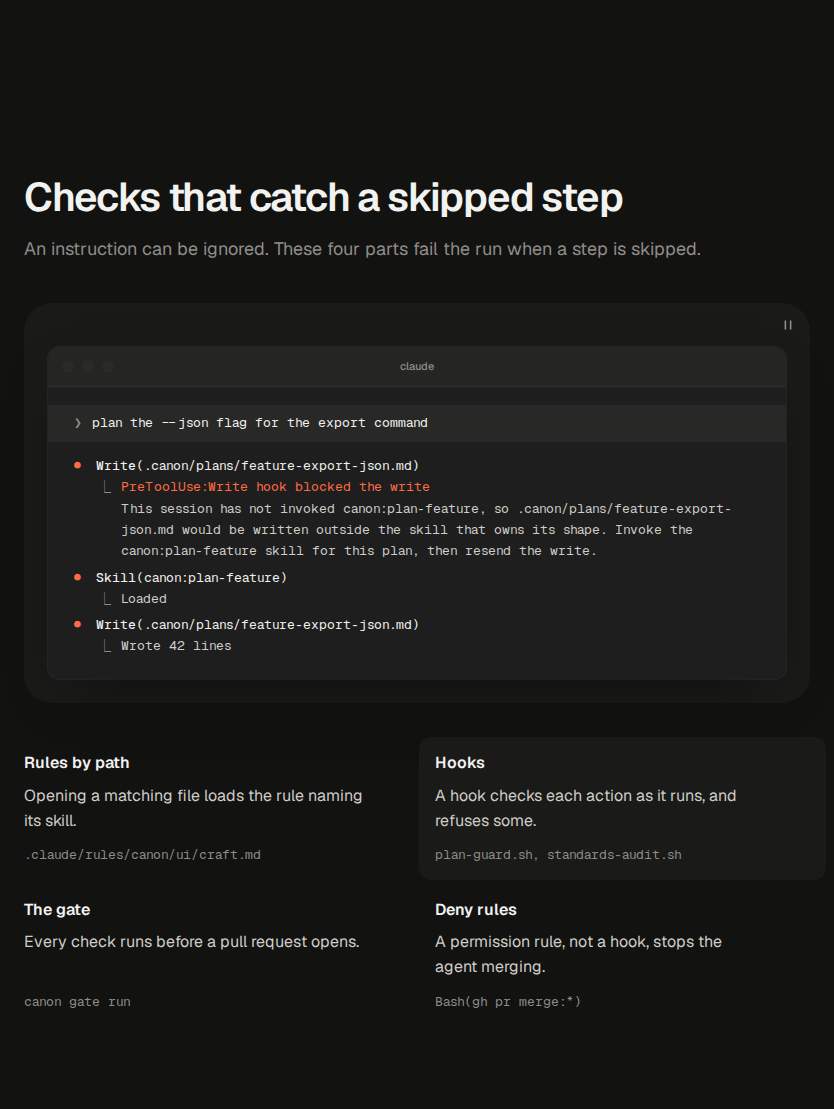 Checks that catch a skipped step
An instruction can be ignored. These four parts fail the run when a step is skipped.
claude
❯ plan the --json flag for the export command
● Write(.canon/plans/feature-export-json.md)
⎿ PreToolUse:Write hook blocked the write
This session has not invoked canon:plan-feature, so .canon/plans/feature-export-
json.md would be written outside the skill that owns its shape. Invoke the
canon:plan-feature skill for this plan, then resend the write.
● Skill(canon:plan-feature)
⎿ Loaded
● Write(.canon/plans/feature-export-json.md)
⎿ Wrote 42 lines
Rules by path
Opening a matching file loads the rule naming
its skill.
.claude/rules/canon/ui/craft.md
Hooks
A hook checks each action as it runs, and
refuses some.
plan-guard.sh, standards-audit.sh
The gate
Every check runs before a pull request opens.
canon gate run
Deny rules
A permission rule, not a hook, stops the
agent merging.
Bash(gh pr merge:*)